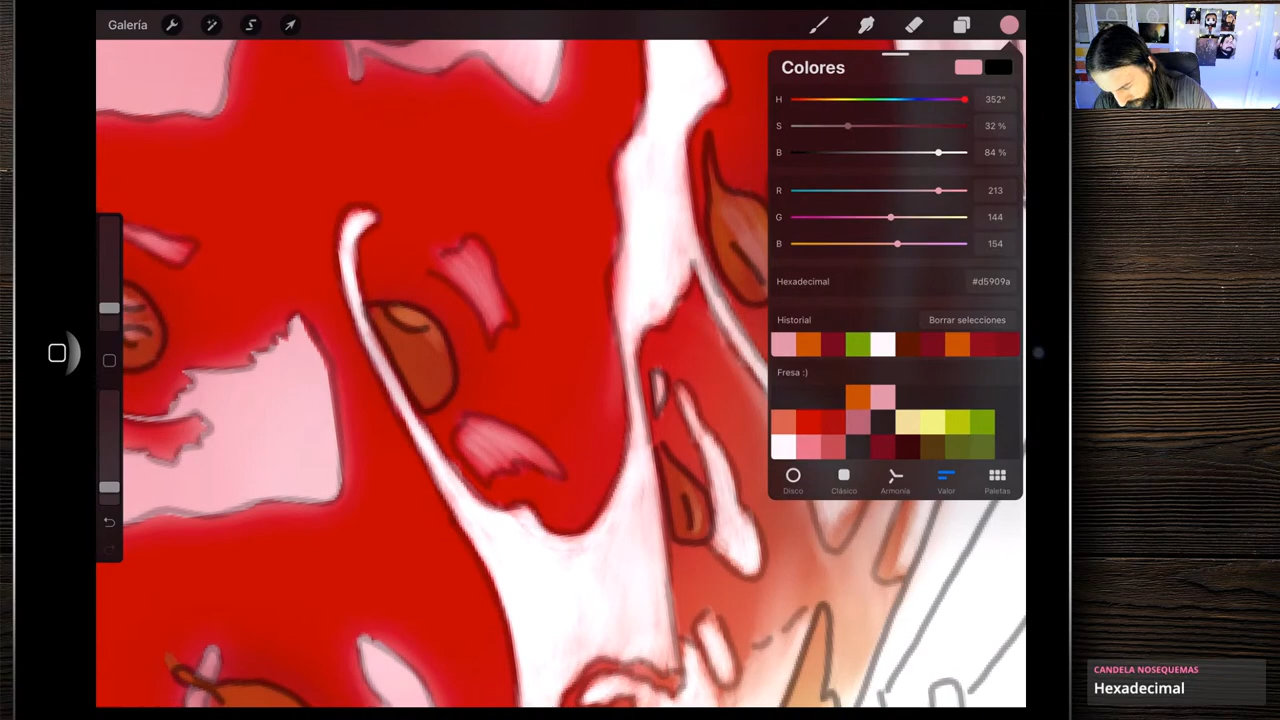 Galería
Colores
H 352°
S 32 %
B 84 %
R 213
G 144
B 154
Hexadecimal #d5909a
Historial Borrar selecciones
Fresa :)
Disco Clásico Armonía Valor Paletas
CANDELA NOSEQUEMAS
Hexadecimal